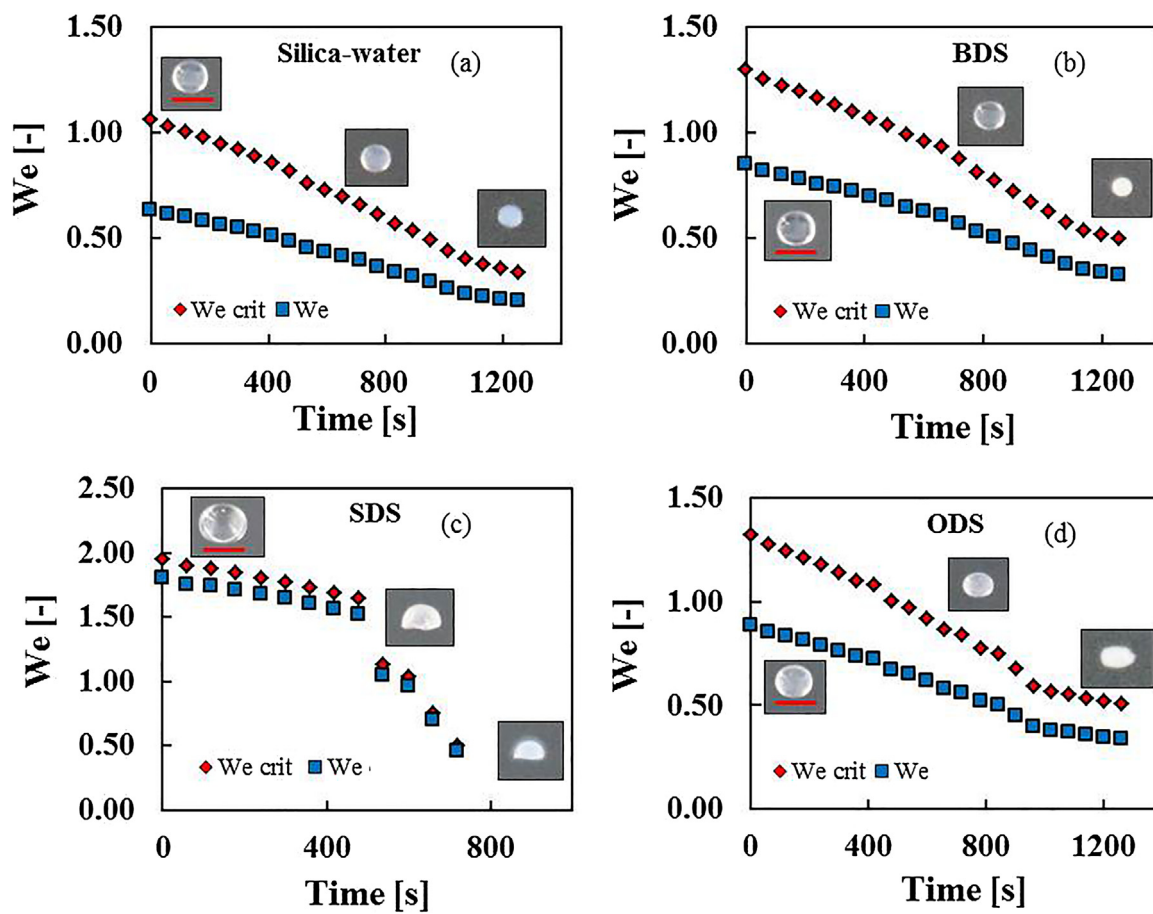 1.50
1.00
0.50
0.00
We [-]
Silica-water (a)
We crit We
0 400 800 1200
Time [s]
1.50
1.00
0.50
0.00
We [-]
BDS (b)
We crit We
0 400 800 1200
Time [s]
2.50
2.00
1.50
1.00
0.50
0.00
We [-]
SDS (c)
We crit We
0 400 800
Time [s]
1.50
1.00
0.50
0.00
We [-]
ODS (d)
We crit We
0 400 800 1200
Time [s]